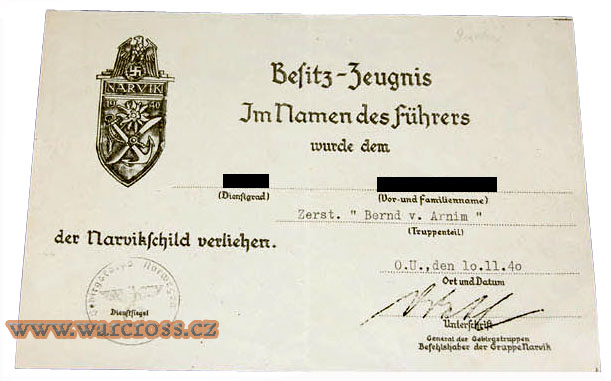 NARVIK
1940
Besitz-Zeugnis
Im Namen des Führers
wurde dem
(Dienstgrad)
(Vor- und Familienname)
Zerst. " Bernd v. Arnim "
(Truppenteil)
der Narvikschild verliehen.
O.U., den 10.11.40
Ort und Datum
Dienstsiegel
Unterschrift
General der Gebirgstruppen
Befehlshaber der Gruppe Narvik
www.warcross.cz